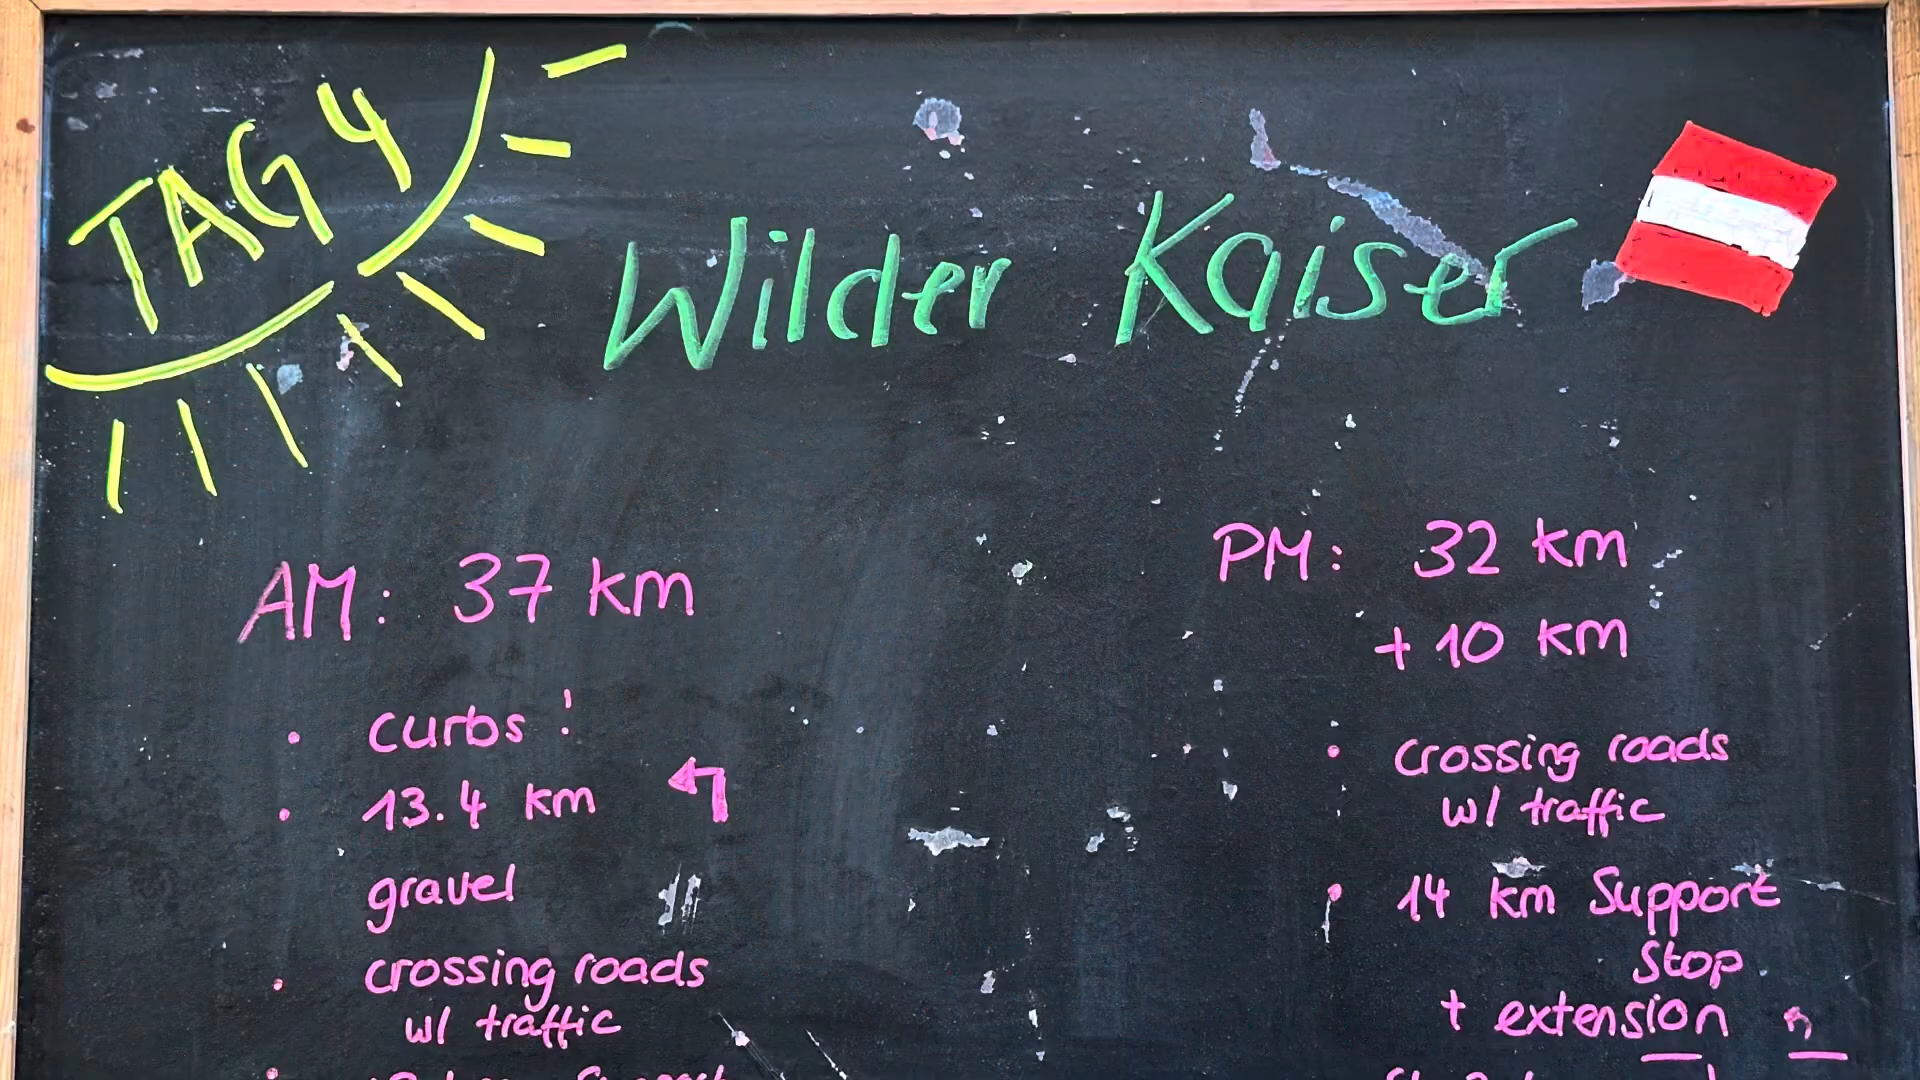 TAG 4
Wilder Kaiser
AM: 37 km
• curbs !
• 13.4 km
gravel
• crossing roads
w/ traffic
PM: 32 km
+ 10 km
• crossing roads
w/ traffic
• 14 km Support
Stop
+ extension